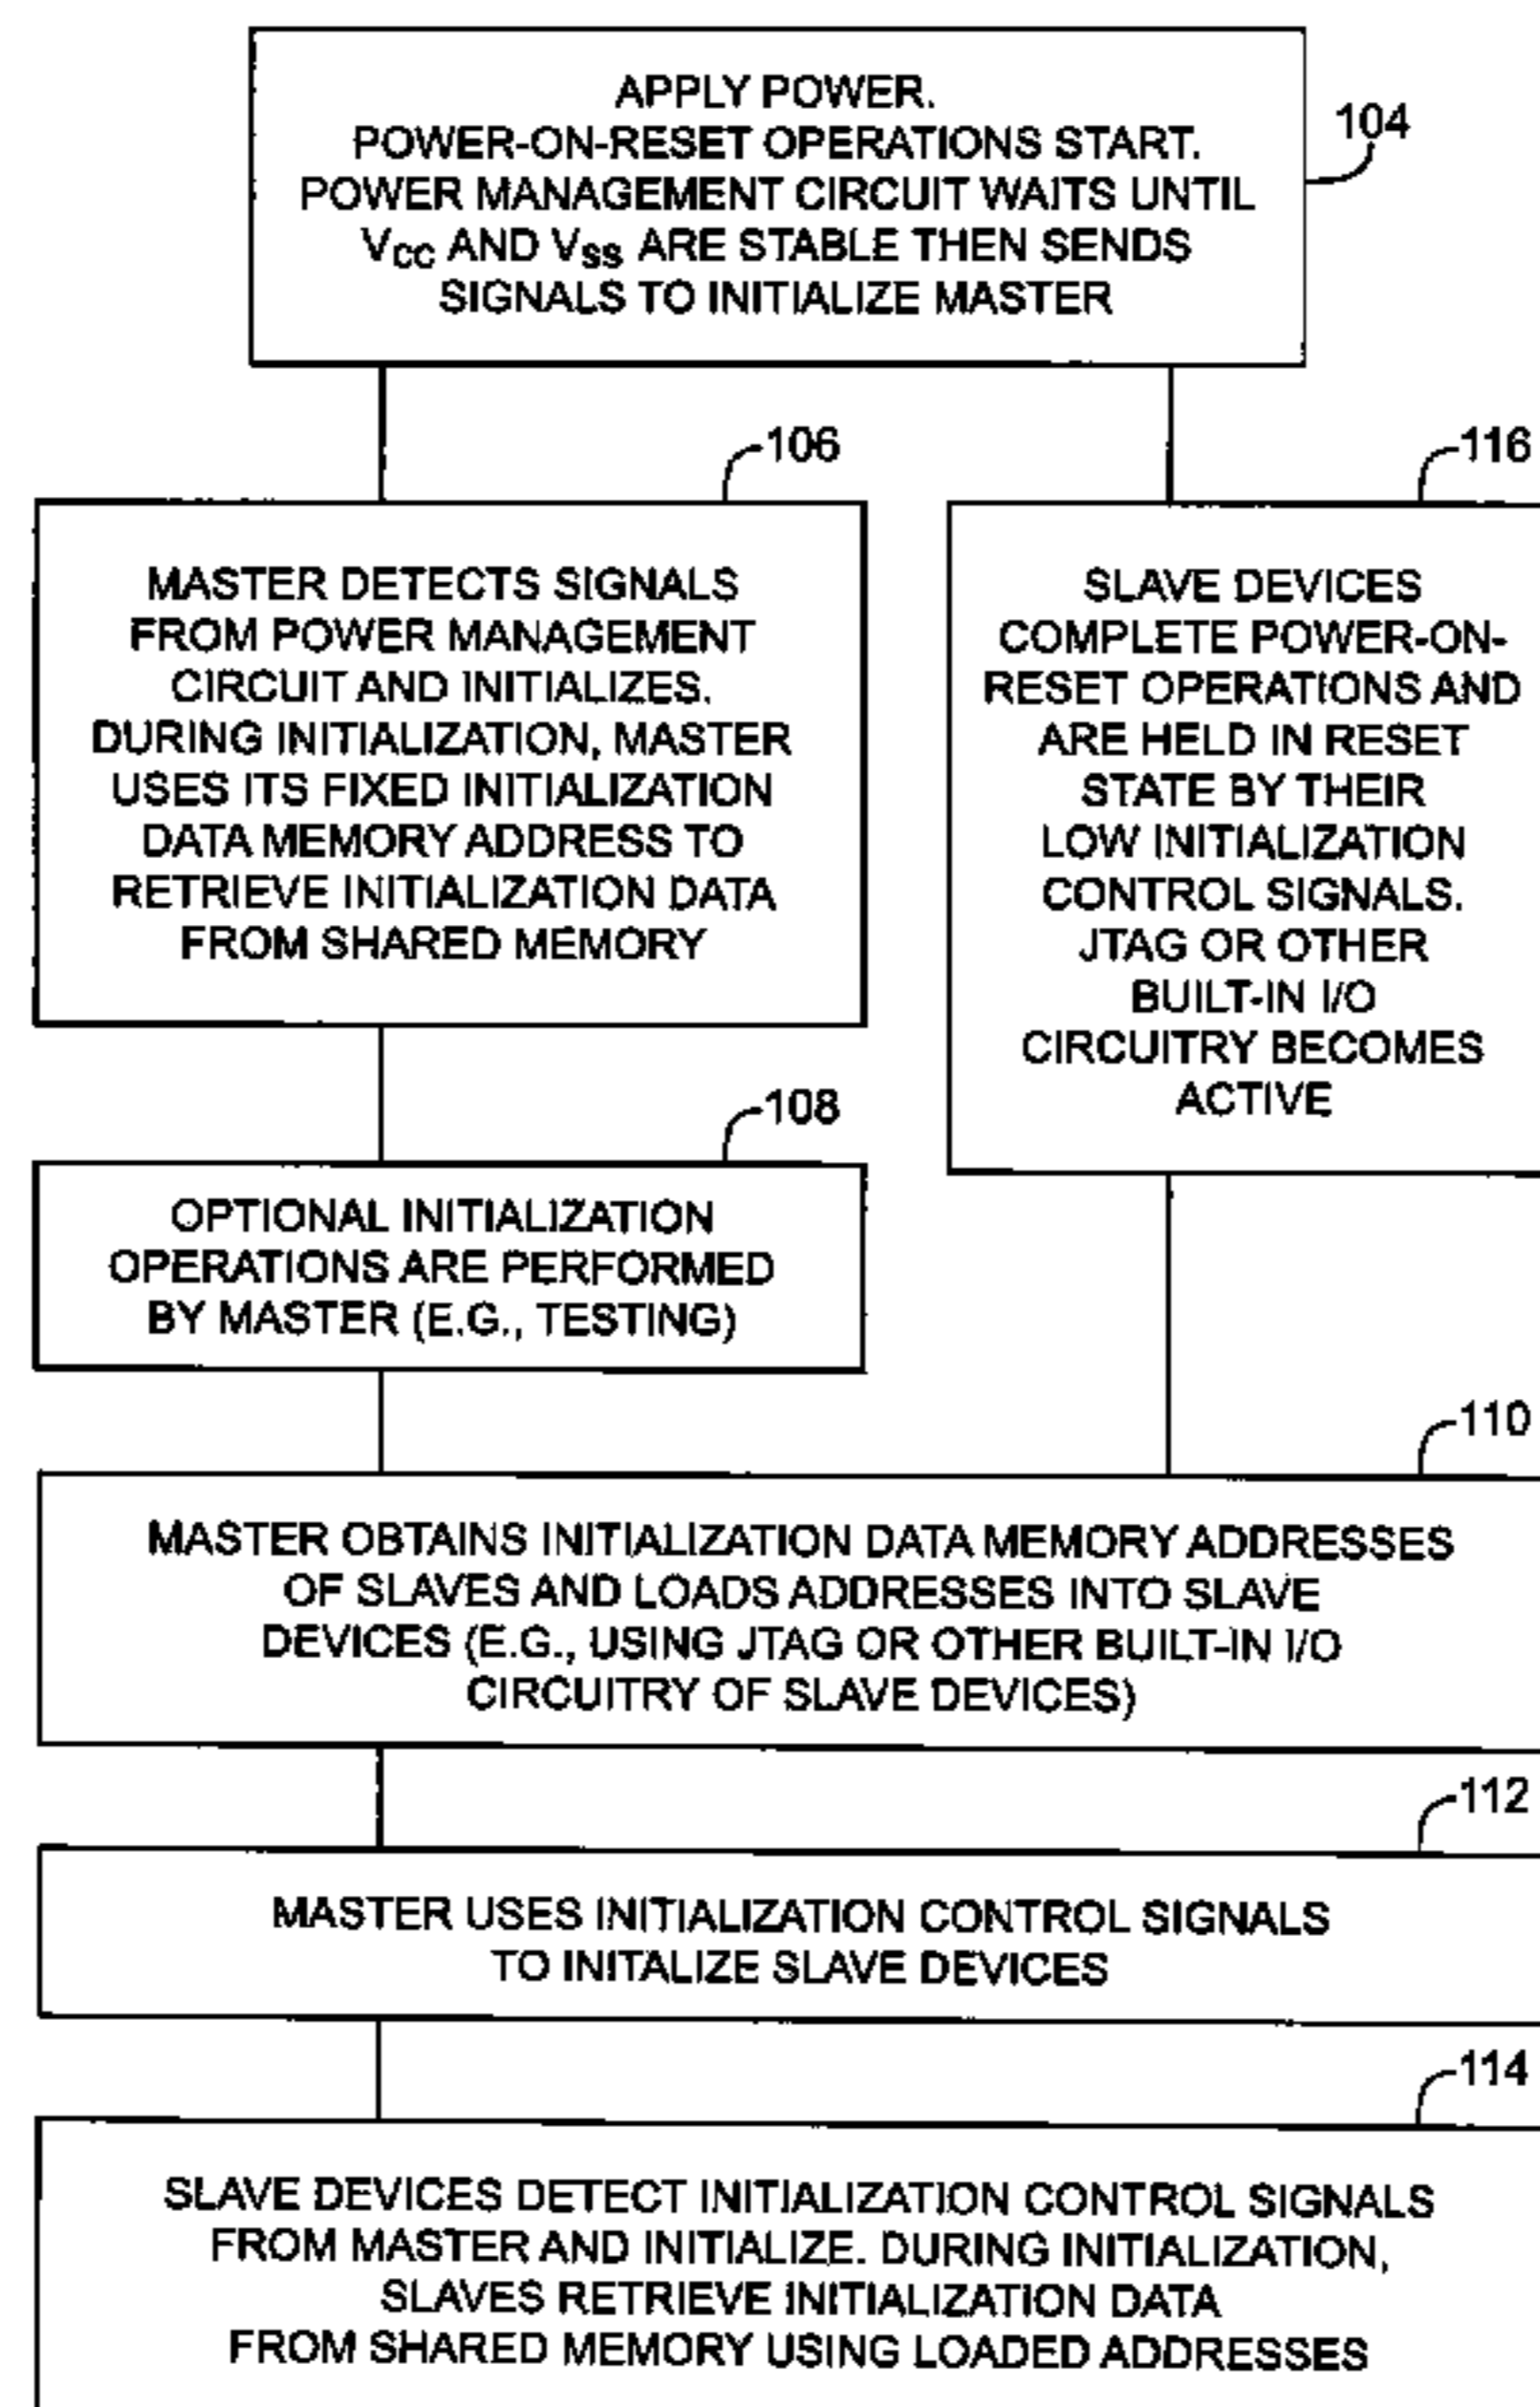 APPLY POWER.
POWER-ON-RESET OPERATIONS START.
POWER MANAGEMENT CIRCUIT WAITS UNTIL
VCC AND VSS ARE STABLE THEN SENDS
SIGNALS TO INITIALIZE MASTER
104
106
MASTER DETECTS SIGNALS
FROM POWER MANAGEMENT
CIRCUIT AND INITIALIZES.
DURING INITIALIZATION, MASTER
USES ITS FIXED INITIALIZATION
DATA MEMORY ADDRESS TO
RETRIEVE INITIALIZATION DATA
FROM SHARED MEMORY
116
SLAVE DEVICES
COMPLETE POWER-ON-
RESET OPERATIONS AND
ARE HELD IN RESET
STATE BY THEIR
LOW INITIALIZATION
CONTROL SIGNALS.
JTAG OR OTHER
BUILT-IN I/O
CIRCUITRY BECOMES
ACTIVE
108
OPTIONAL INITIALIZATION
OPERATIONS ARE PERFORMED
BY MASTER (E.G., TESTING)
110
MASTER OBTAINS INITIALIZATION DATA MEMORY ADDRESSES
OF SLAVES AND LOADS ADDRESSES INTO SLAVE
DEVICES (E.G., USING JTAG OR OTHER BUILT-IN I/O
CIRCUITRY OF SLAVE DEVICES)
112
MASTER USES INITIALIZATION CONTROL SIGNALS
TO INITALIZE SLAVE DEVICES
114
SLAVE DEVICES DETECT INITIALIZATION CONTROL SIGNALS
FROM MASTER AND INITIALIZE. DURING INITIALIZATION,
SLAVES RETRIEVE INITIALIZATION DATA
FROM SHARED MEMORY USING LOADED ADDRESSES